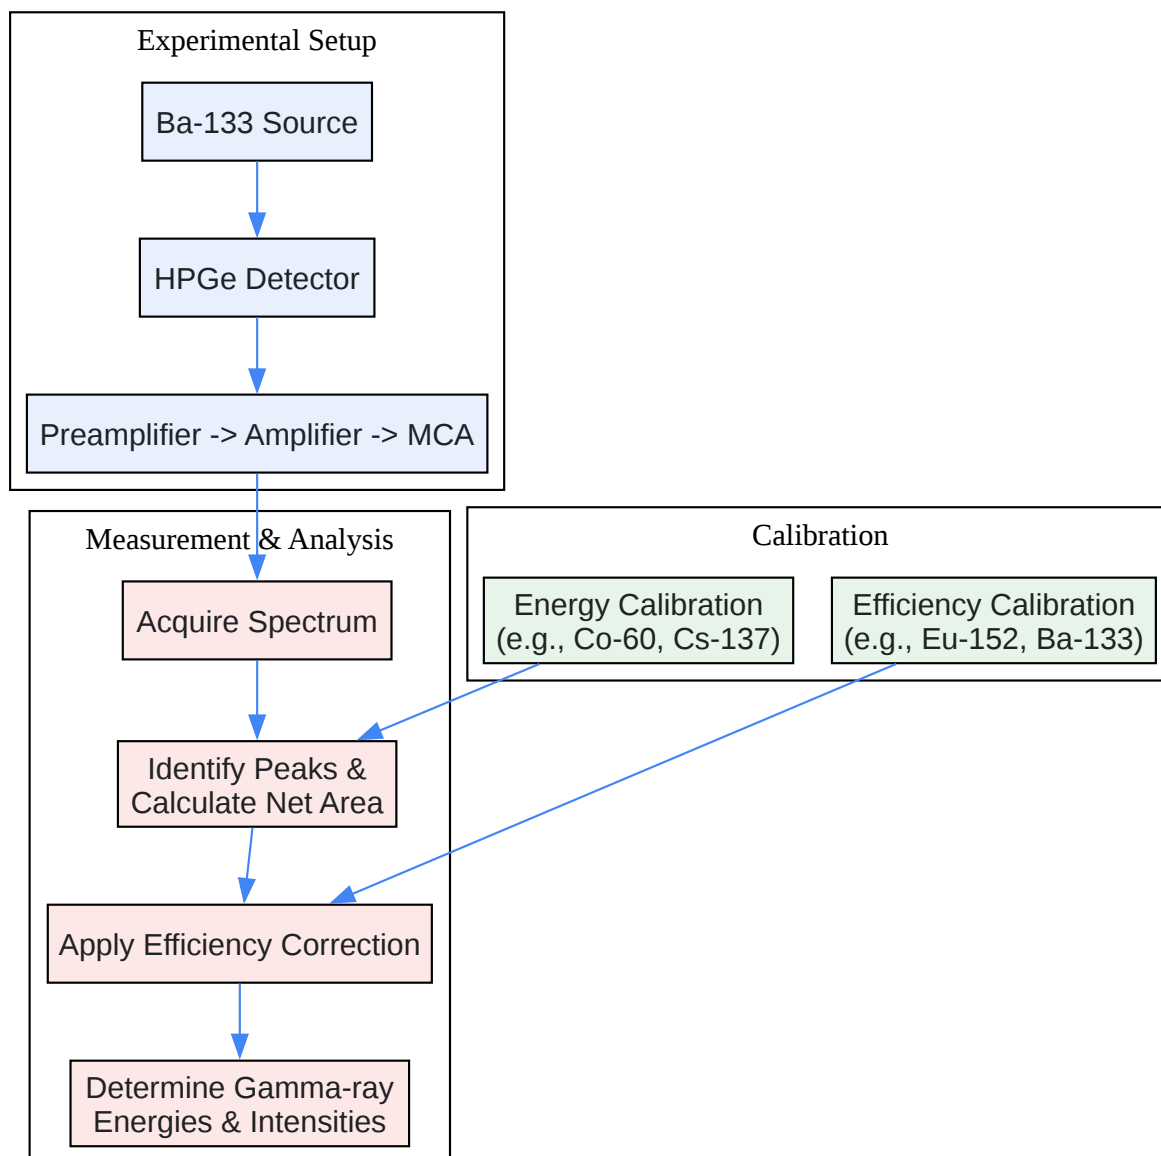 Experimental Setup
Ba-133 Source
HPGe Detector
Preamplifier -> Amplifier -> MCA
Measurement & Analysis
Acquire Spectrum
Identify Peaks &
Calculate Net Area
Apply Efficiency Correction
Determine Gamma-ray
Energies & Intensities
Calibration
Energy Calibration
(e.g., Co-60, Cs-137)
Efficiency Calibration
(e.g., Eu-152, Ba-133)